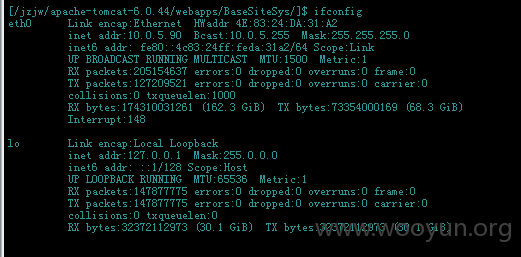 [/jzjw/apache-tomcat-6.0.44/webapps/BaseSiteSys/]$ ifconfig
eth0 Link encap:Ethernet HWaddr 4E:83:24:DA:31:A2
inet addr:10.0.5.90 Bcast:10.0.5.255 Mask:255.255.255.0
inet6 addr: fe80::4c83:24ff:feda:31a2/64 Scope:Link
UP BROADCAST RUNNING MULTICAST MTU:1500 Metric:1
RX packets:205154637 errors:0 dropped:0 overruns:0 frame:0
TX packets:127209521 errors:0 dropped:0 overruns:0 carrier:0
collisions:0 txqueuelen:1000
RX bytes:174310031261 (162.3 GiB) TX bytes:73354000169 (68.3 GiB)
Interrupt:148
lo Link encap:Local Loopback
inet addr:127.0.0.1 Mask:255.0.0.0
inet6 addr: ::1/128 Scope:Host
UP LOOPBACK RUNNING MTU:65536 Metric:1
RX packets:147877775 errors:0 dropped:0 overruns:0 frame:0
TX packets:147877775 errors:0 dropped:0 overruns:0 carrier:0
collisions:0 txqueuelen:0
RX bytes:32372112973 (30.1 GiB) TX bytes:32372112973 (30.1 GiB)
www.wooyun.org